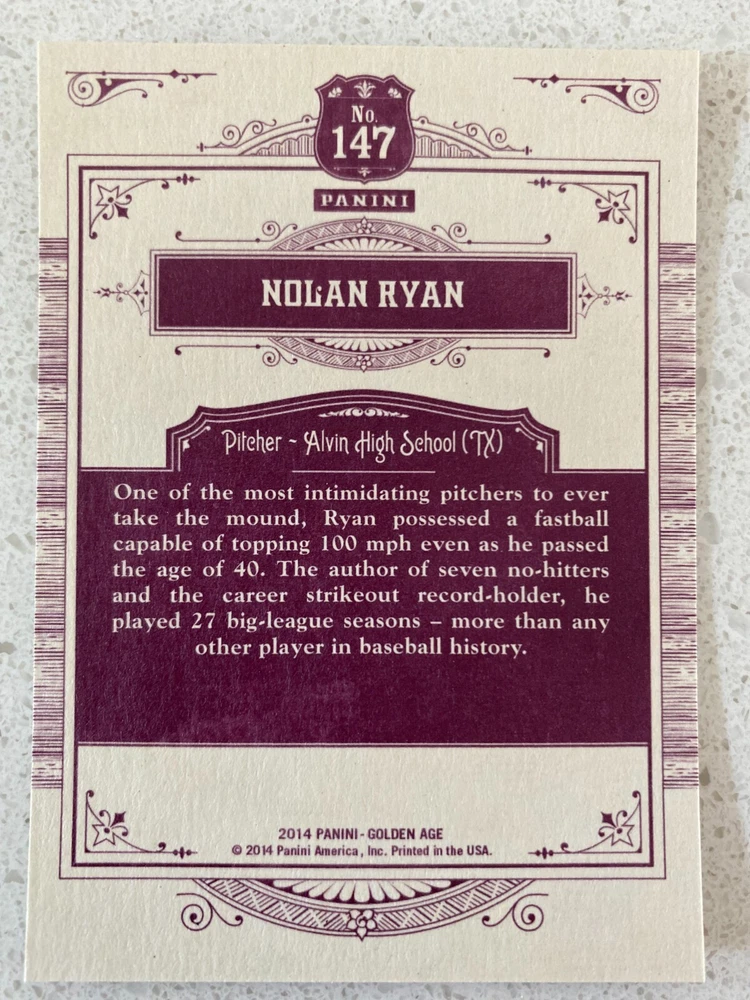 No.
147
PANINI
NOLAN RYAN
Pitcher ~ Alvin High School (TX)
One of the most intimidating pitchers to ever
take the mound, Ryan possessed a fastball
capable of topping 100 mph even as he passed
the age of 40. The author of seven no-hitters
and the career strikeout record-holder, he
played 27 big-league seasons – more than any
other player in baseball history.
2014 PANINI - GOLDEN AGE
© 2014 Panini America, Inc. Printed in the USA.